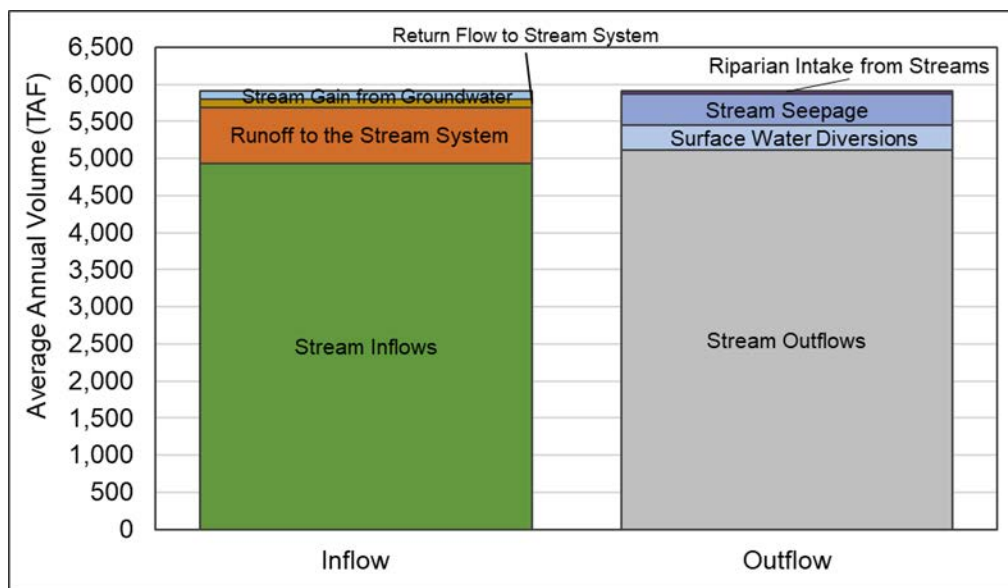 Average Annual Volume (TAF)
6,500
6,000
5,500
5,000
4,500
4,000
3,500
3,000
2,500
2,000
1,500
1,000
500
0
Return Flow to Stream System
Stream Gain from Groundwater
Runoff to the Stream System
Stream Inflows
Riparian Intake from Streams
Stream Seepage
Surface Water Diversions
Stream Outflows
Inflow
Outflow